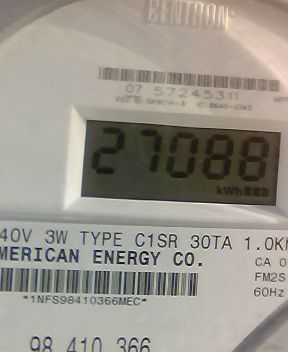 CENTRON
07 57245311
27088
kWh
40V 3W TYPE C1SR 30TA 1.0K
MERICAN ENERGY CO.
CA 0
FM2S
60Hz
*1NFS98410366MEC*
98 410 366